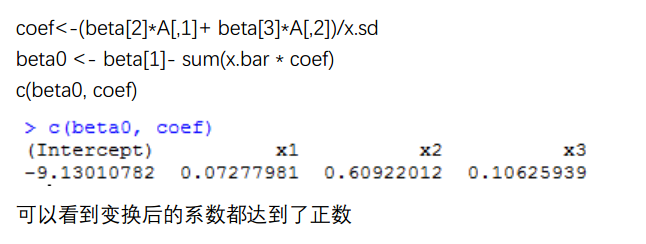 coef<-(beta[2]*A[,1]+ beta[3]*A[,2])/x.sd
beta0 <- beta[1]- sum(x.bar * coef)
c(beta0, coef)
> c(beta0, coef)
(Intercept) x1 x2 x3
-9.13010782 0.07277981 0.60922012 0.10625939
可以看到变换后的系数都达到了正数